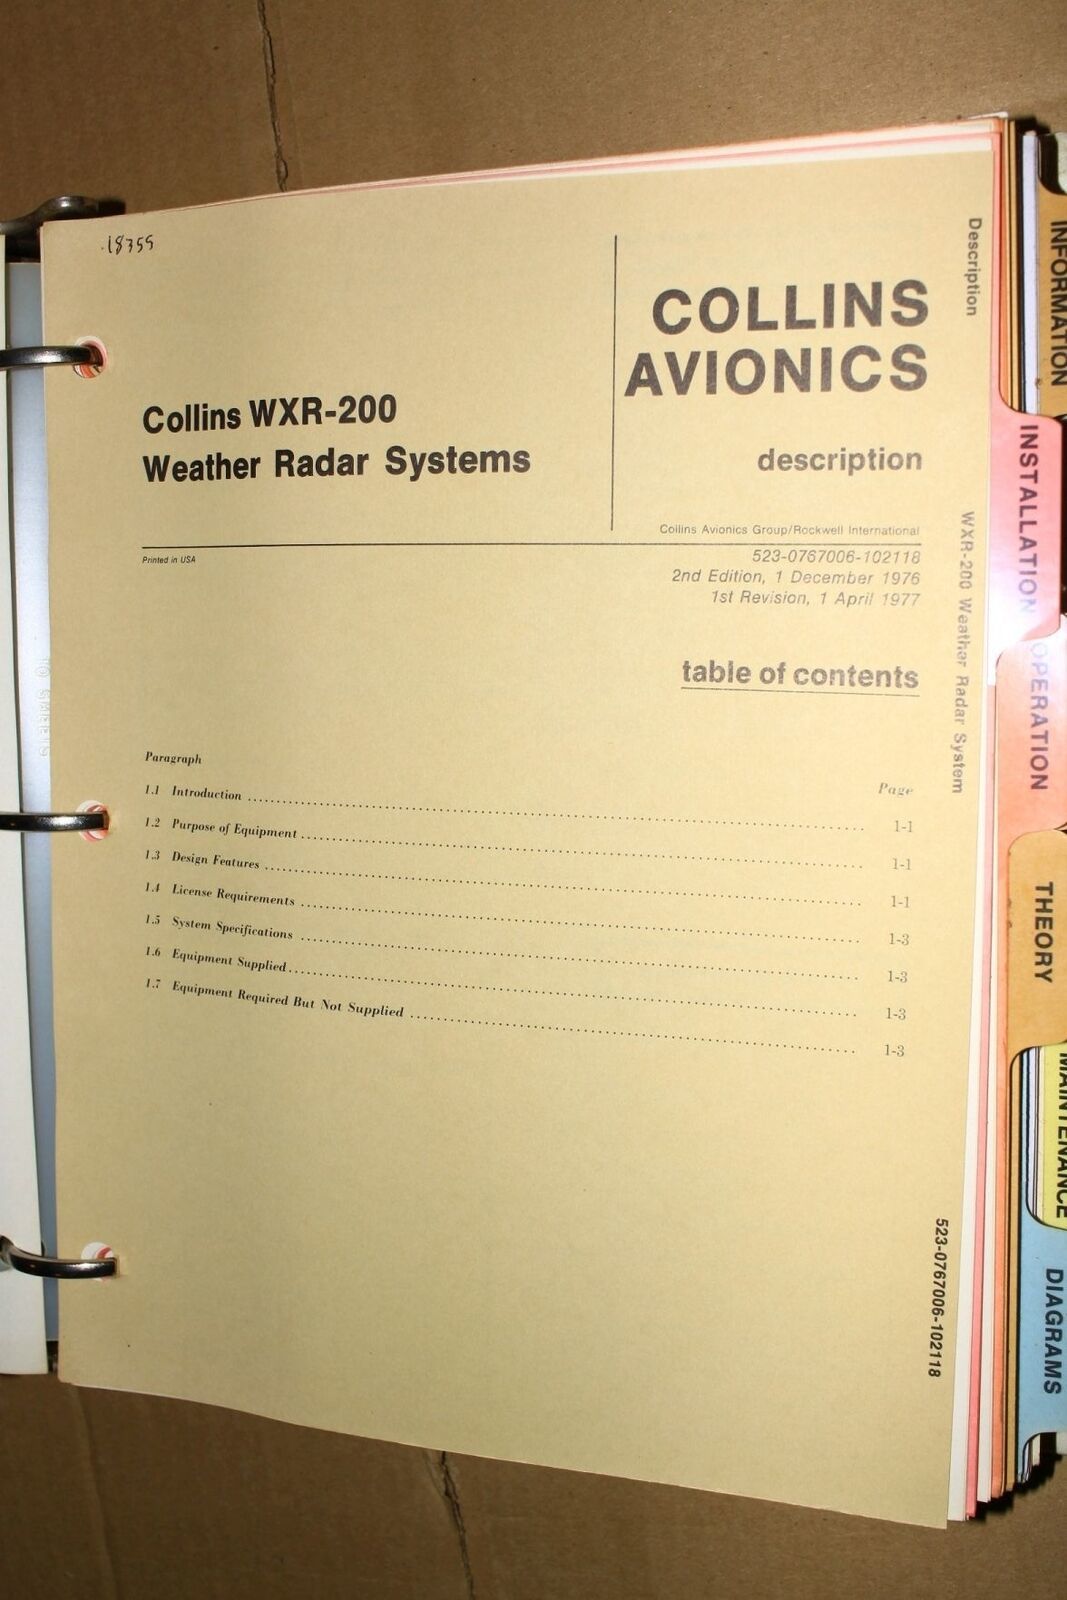 .18355
COLLINS
AVIONICS
description
Collins WXR-200
Weather Radar Systems
Collins Avionics Group/Rockwell International
Printed in USA
523-0767006-102118
2nd Edition, 1 December 1976
1st Revision, 1 April 1977
table of contents
Paragraph Page
1.1 Introduction 1-1
1.2 Purpose of Equipment 1-1
1.3 Design Features 1-1
1.4 License Requirements 1-3
1.5 System Specifications 1-3
1.6 Equipment Supplied 1-3
1.7 Equipment Required But Not Supplied 1-3
Description
WXR-200 Weather Radar System
523-0767006-102118
INFORMATION
INSTALLATION
OPERATION
THEORY
MAINTENANCE
DIAGRAMS